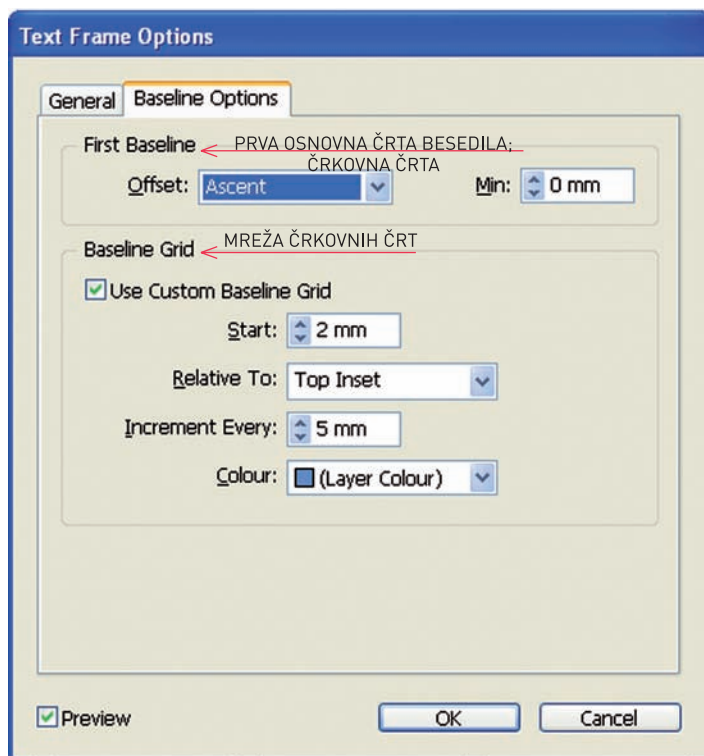 Text Frame Options
General Baseline Options
First Baseline PRVA OSNOVNA ČRTA BESEDILA;
ČRKOVNA ČRTA
Offset: Ascent Min: 0 mm
Baseline Grid MREŽA ČRKOVNIH ČRT
Use Custom Baseline Grid
Start: 2 mm
Relative To: Top Inset
Increment Every: 5 mm
Colour: (Layer Colour)
Preview OK Cancel